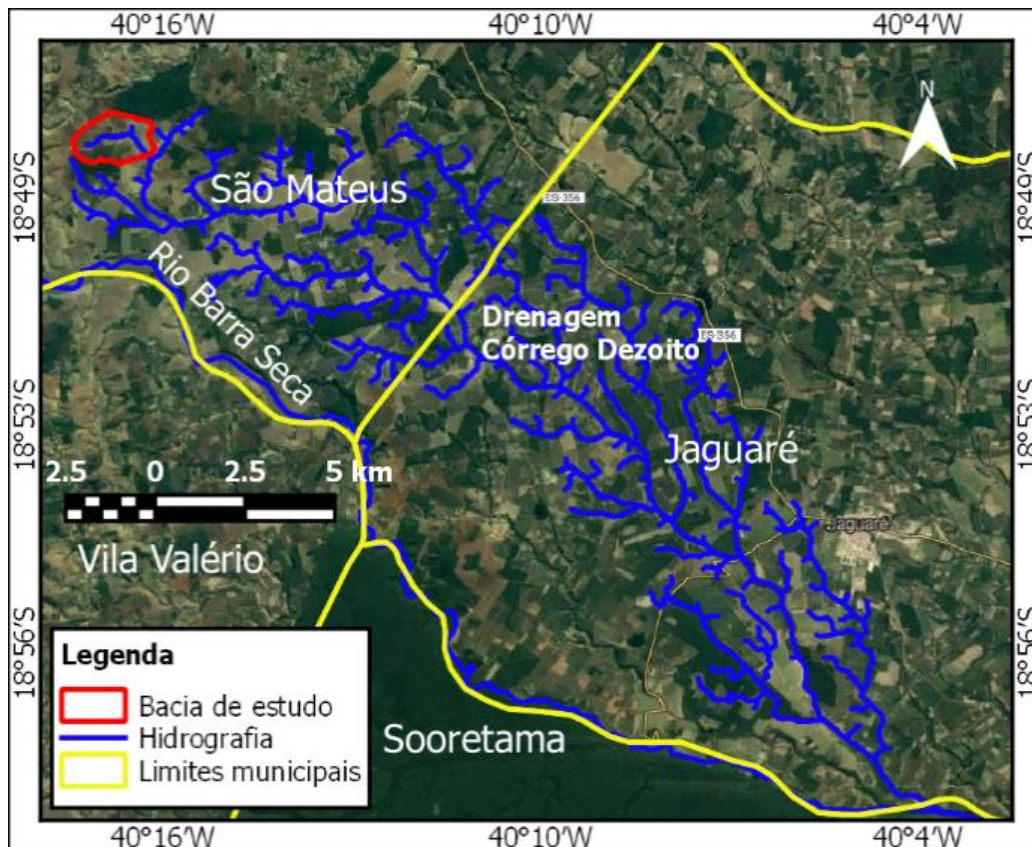 40°16′W 40°10′W 40°4′W
N
18°49′S
18°49′S
São Mateus
ES-356
Rio Barra Seca
Drenagem
Córrego Dezoito
ES-356
18°53′S
18°53′S
Jaguaré
2.5 0 2.5 5 km
Jaguaré
Vila Valério
18°56′S
18°56′S
Legenda
Bacia de estudo
Hidrografia
Limites municipais
Sooretama
40°16′W 40°10′W 40°4′W